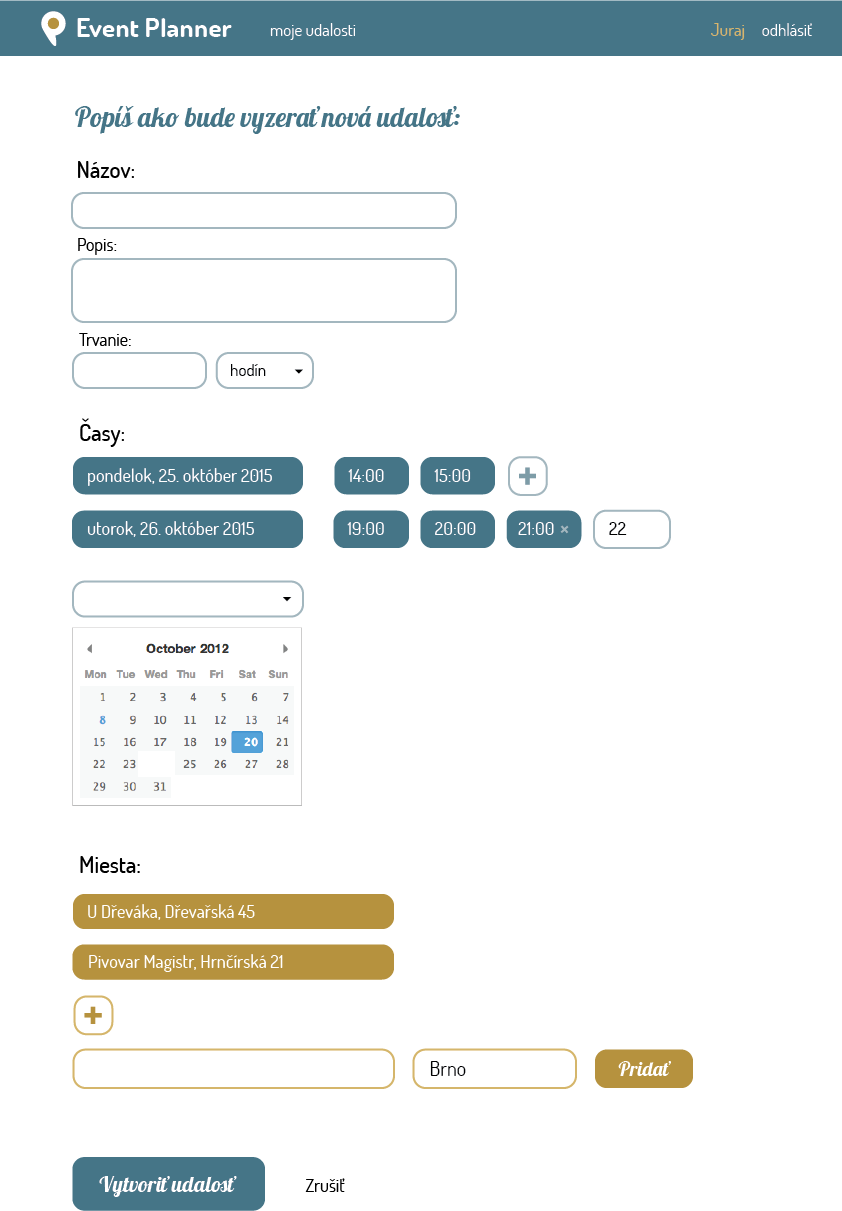 Event Planner moje udalosti Juraj odhlásiť
Popíš ako bude vyzerať nová udalosť:
Názov:
Popis:
Trvanie:
hodín
Časy:
pondelok, 25. október 2015 14:00 15:00
utorok, 26. október 2015 19:00 20:00 21:00 × 22
October 2012
Mon Tue Wed Thu Fri Sat Sun
1 2 3 4 5 6 7
8 9 10 11 12 13 14
15 16 17 18 19 20 21
22 23 25 26 27 28
29 30 31
Miesta:
U Dřeváka, Dřevařská 45
Pivovar Magistr, Hrnčírská 21
Brno Pridať
Vytvoriť udalosť Zrušiť